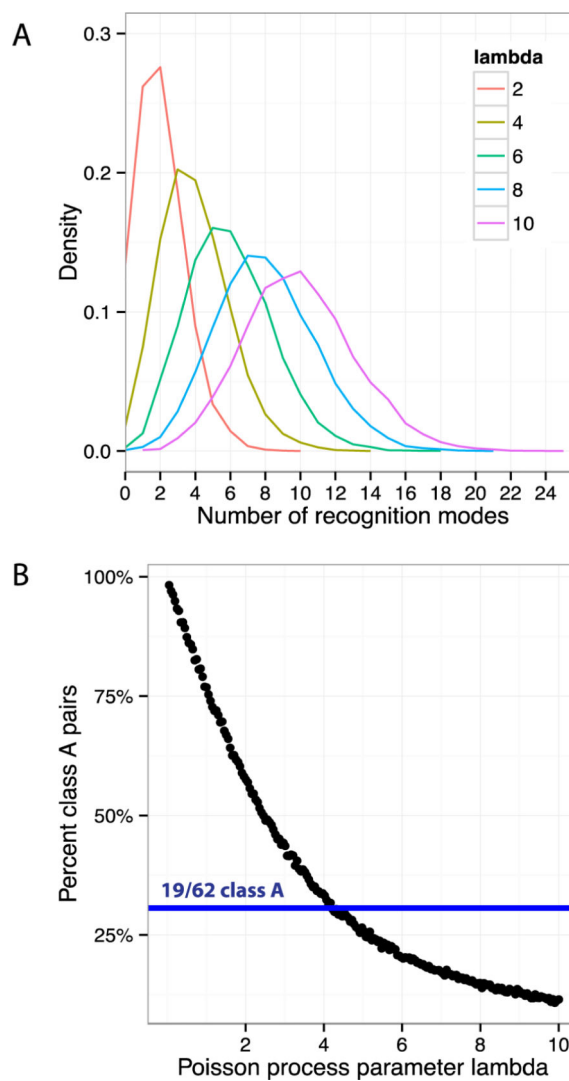 A
0.3
0.2
0.1
0.0
Density
lambda
2
4
6
8
10
0 2 4 6 8 10 12 14 16 18 20 22 24
Number of recognition modes
B
100%
75%
50%
25%
Percent class A pairs
19/62 class A
2 4 6 8 10
Poisson process parameter lambda